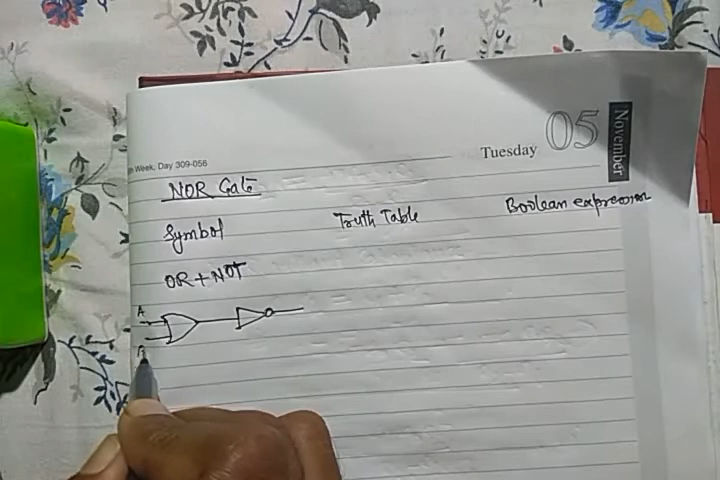 Week. Day 309-056
Tuesday 05 November
NOR Gate
Symbol Truth Table Boolean expression
OR + NOT
A
B